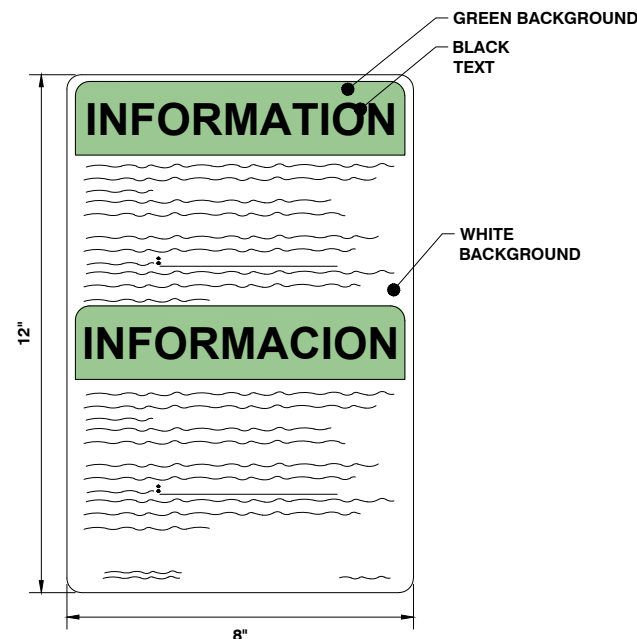 GREEN BACKGROUND
BLACK
TEXT
INFORMATION
WHITE
BACKGROUND
12"
INFORMACION
8"